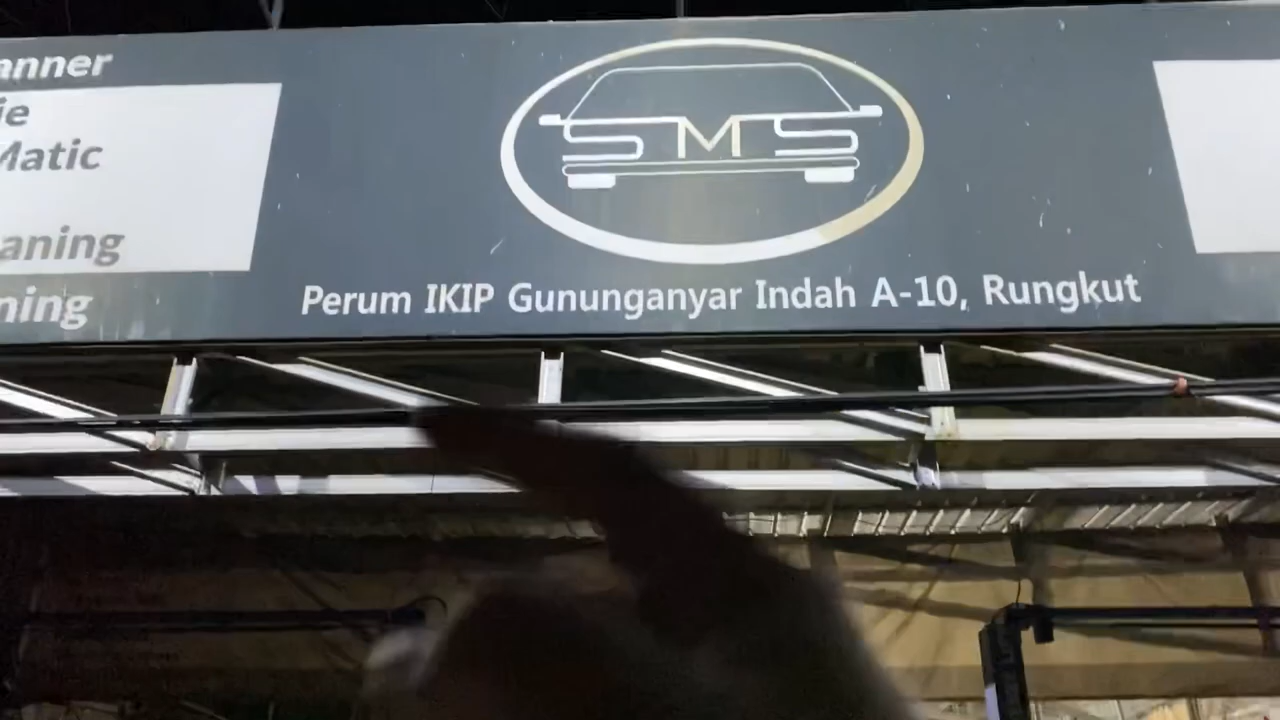 anner
ie
Matic
aning
ning
SMS
Perum IKIP Gununganyar Indah A-10, Rungkut